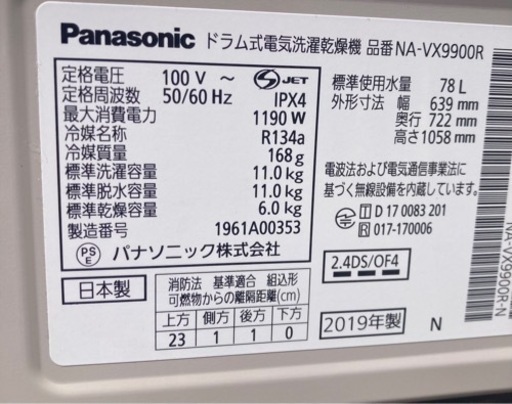 Panasonic ドラム式電気洗濯乾燥機 品番 NA-VX9900R
定格電圧 100 V ～ S JET
定格周波数 50/60 Hz IPX4
最大消費電力 1190 W
冷媒名称 R134a
冷媒質量 168 g
標準洗濯容量 11.0 kg
標準脱水容量 11.0 kg
標準乾燥容量 6.0 kg
製造番号 1961A00353
PS E パナソニック株式会社
標準使用水量 78 L
外形寸法 幅 639 mm
奥行 722 mm
高さ 1058 mm
電波法および電気通信事業法に
基づく無線設備を内蔵しています。
T D 17 0083 201
R 017-170006
2.4DS/OF4
日本製
消防法 基準適合 組込形
可燃物からの離隔距離(cm)
上方 側方 後方 下方
23 1 1 0
2019年製 N
NA-VX9900R-N